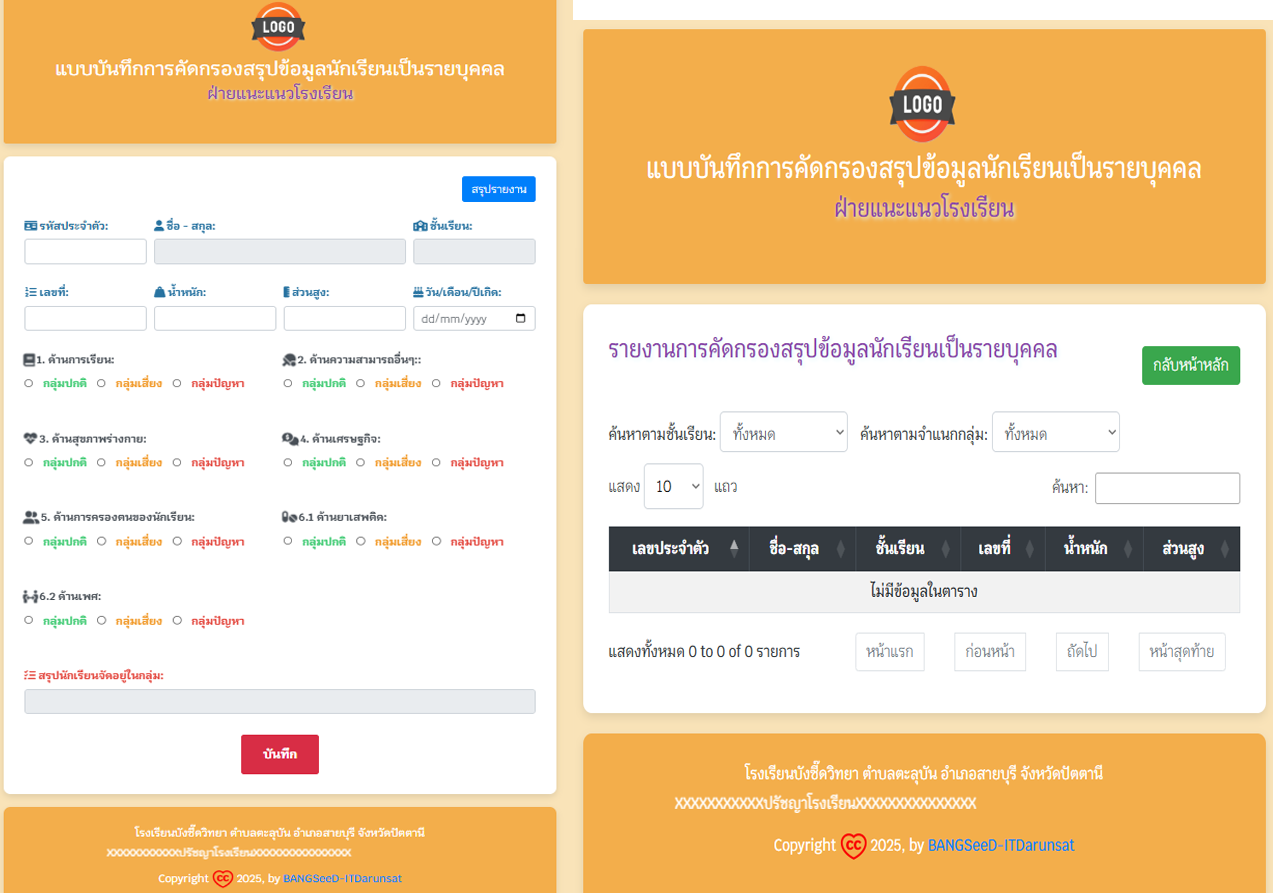 LOGO
แบบบันทึกการคัดกรองสรุปข้อมูลนักเรียนเป็นรายบุคคล
ฝ่ายแนะแนวโรงเรียน
สรุปรายงาน
รหัสประจำตัว: ชื่อ - สกุล: ชั้นเรียน:
เลขที่: น้ำหนัก: ส่วนสูง: วัน/เดือน/ปีเกิด:
dd/mm/yyyy
1. ด้านการเรียน: 2. ด้านความสามารถอื่นๆ::
กลุ่มปกติ กลุ่มเสี่ยง กลุ่มปัญหา กลุ่มปกติ กลุ่มเสี่ยง กลุ่มปัญหา
3. ด้านสุขภาพร่างกาย: 4. ด้านเศรษฐกิจ:
กลุ่มปกติ กลุ่มเสี่ยง กลุ่มปัญหา กลุ่มปกติ กลุ่มเสี่ยง กลุ่มปัญหา
5. ด้านการครองตนของนักเรียน: 6.1 ด้านยาเสพติด:
กลุ่มปกติ กลุ่มเสี่ยง กลุ่มปัญหา กลุ่มปกติ กลุ่มเสี่ยง กลุ่มปัญหา
6.2 ด้านเพศ:
กลุ่มปกติ กลุ่มเสี่ยง กลุ่มปัญหา
สรุปนักเรียนจัดอยู่ในกลุ่ม:
บันทึก
โรงเรียนบังซี๊ดวิทยา ตำบลตะลุบัน อำเภอสายบุรี จังหวัดปัตตานี
XXXXXXXXXXXปรัชญาโรงเรียนXXXXXXXXXXXXXXX
Copyright CC 2025, by BANGSeeD-ITDarunsat
LOGO
แบบบันทึกการคัดกรองสรุปข้อมูลนักเรียนเป็นรายบุคคล
ฝ่ายแนะแนวโรงเรียน
รายงานการคัดกรองสรุปข้อมูลนักเรียนเป็นรายบุคคล
กลับหน้าหลัก
ค้นหาตามชั้นเรียน: ทั้งหมด ค้นหาตามจำแนกกลุ่ม: ทั้งหมด
แสดง 10 แถว ค้นหา:
เลขประจำตัว ชื่อ-สกุล ชั้นเรียน เลขที่ น้ำหนัก ส่วนสูง
ไม่มีข้อมูลในตาราง
แสดงทั้งหมด 0 to 0 of 0 รายการ หน้าแรก ก่อนหน้า ถัดไป หน้าสุดท้าย
โรงเรียนบังซี๊ดวิทยา ตำบลตะลุบัน อำเภอสายบุรี จังหวัดปัตตานี
XXXXXXXXXXXปรัชญาโรงเรียนXXXXXXXXXXXXXXX
Copyright CC 2025, by BANGSeeD-ITDarunsat